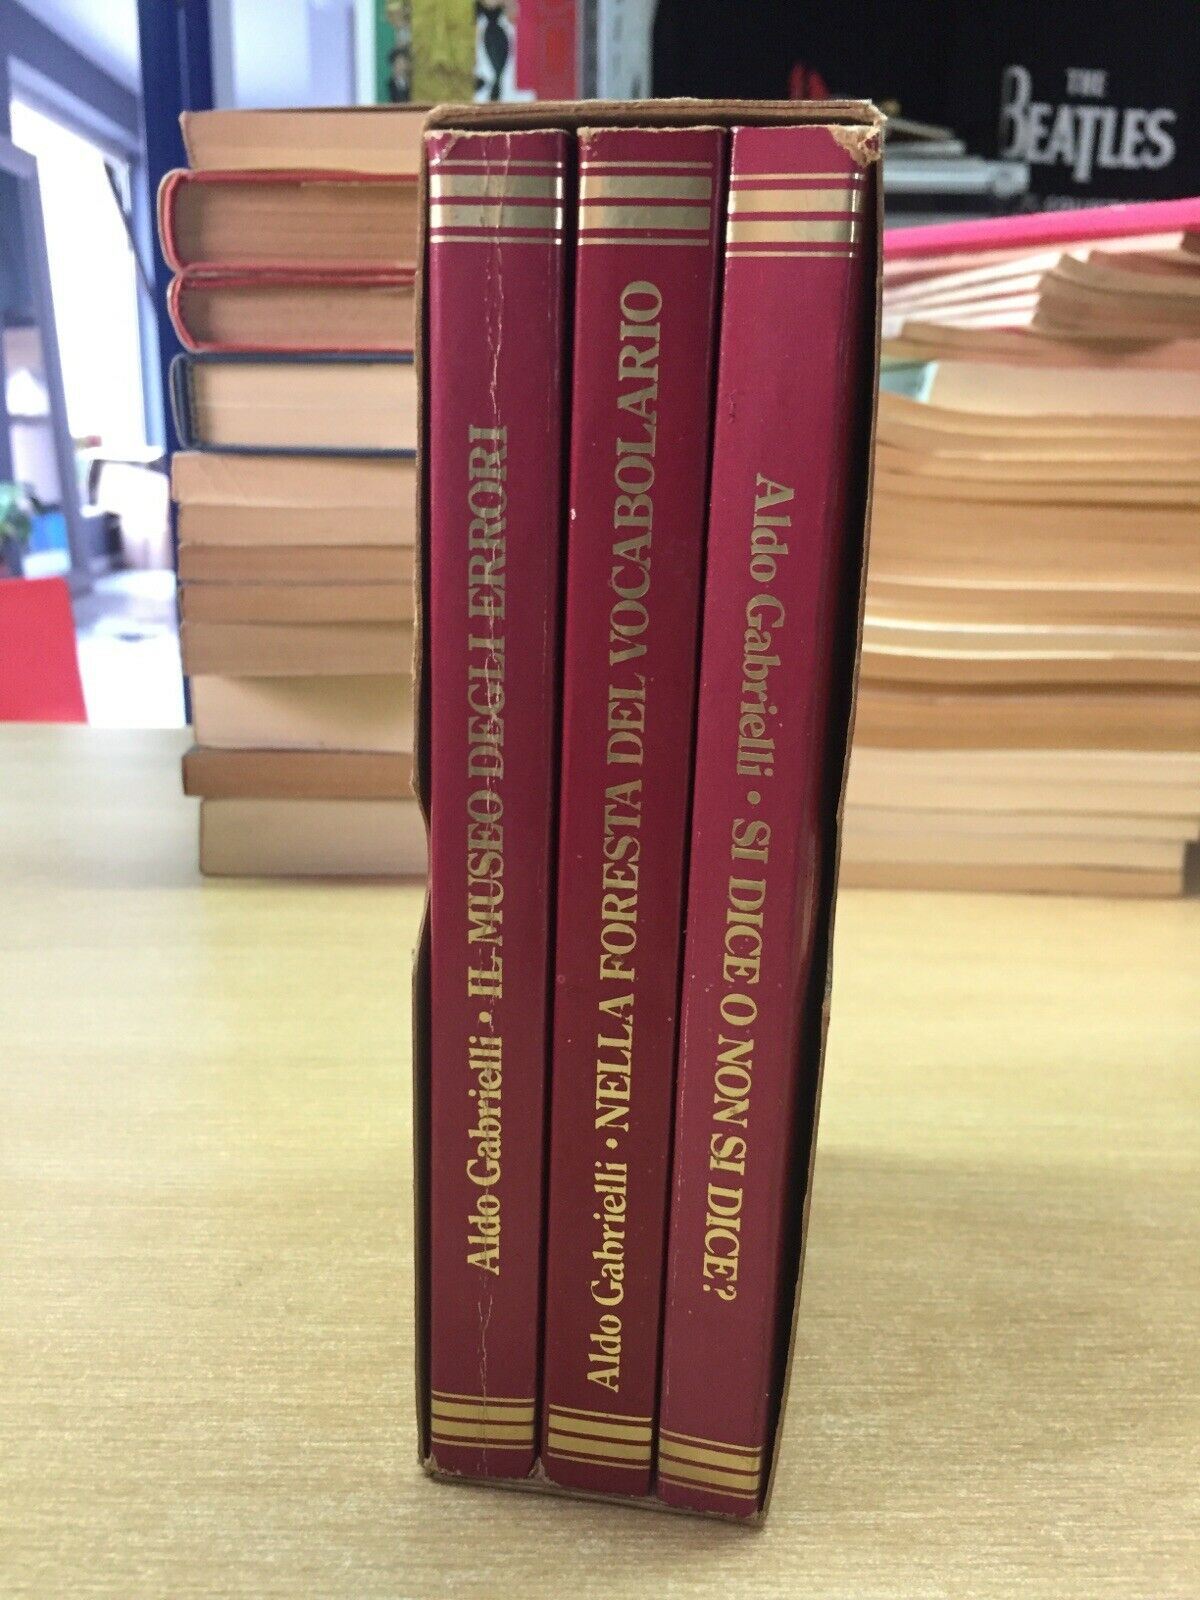 Aldo Gabrielli • IL MUSEO DEGLI ERRORI
Aldo Gabrielli • NELLA FORESTA DEL VOCABOLARIO
Aldo Gabrielli • SI DICE O NON SI DICE?
THE
BEATLES